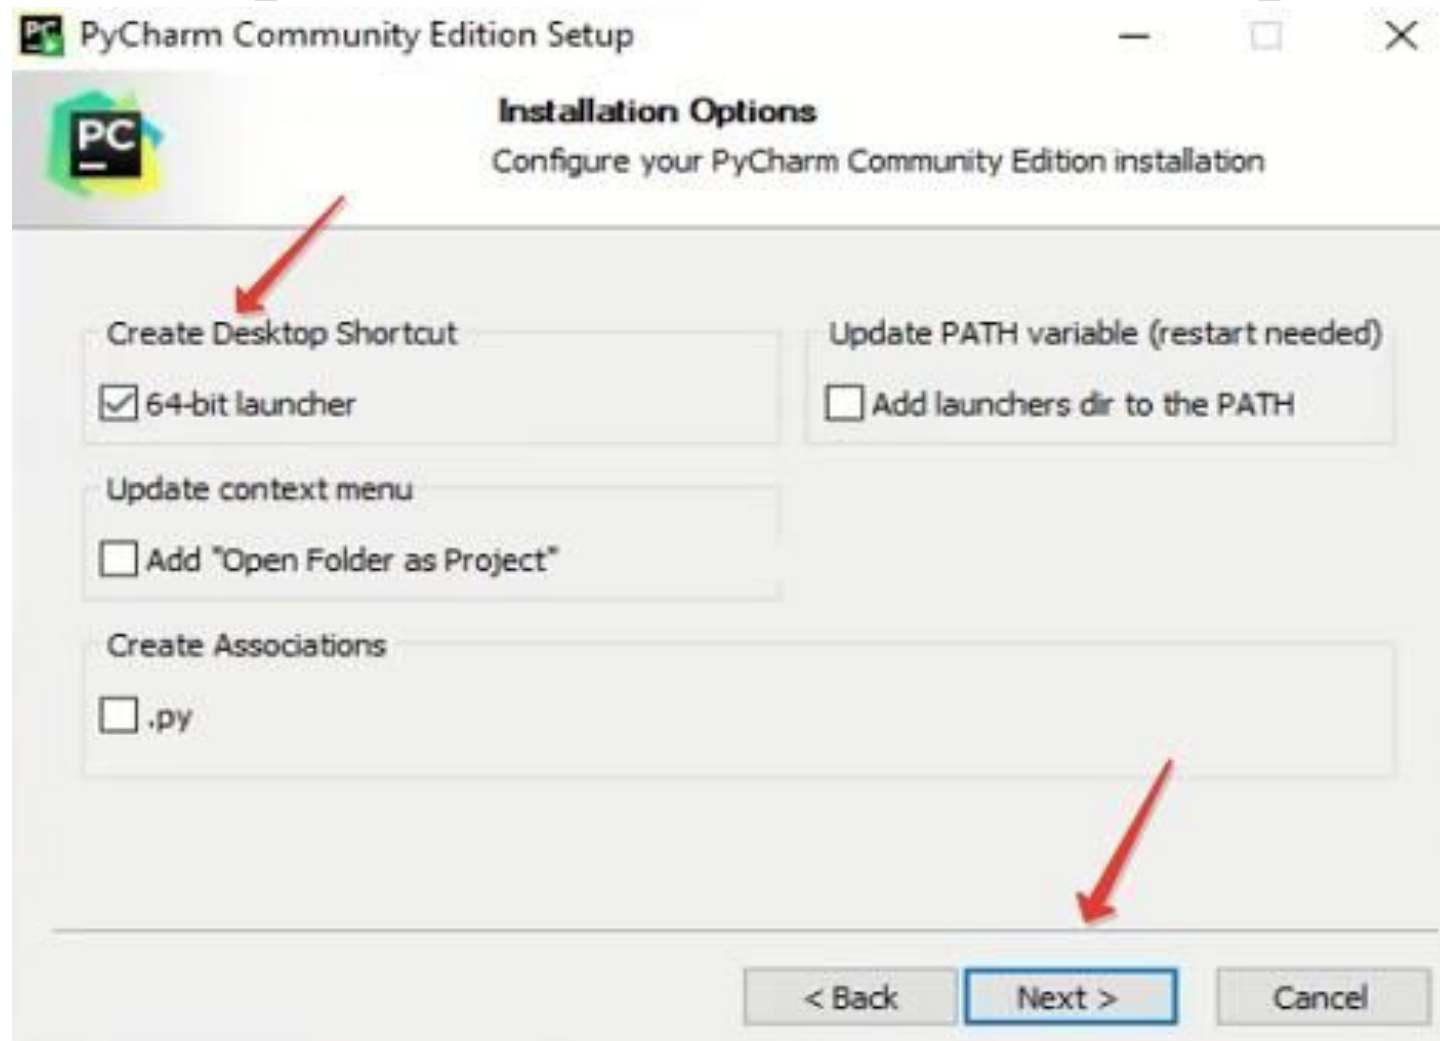 PyCharm Community Edition Setup
PC
Installation Options
Configure your PyCharm Community Edition installation
Create Desktop Shortcut
64-bit launcher
Update PATH variable (restart needed)
Add launchers dir to the PATH
Update context menu
Add "Open Folder as Project"
Create Associations
.py
< Back
Next >
Cancel